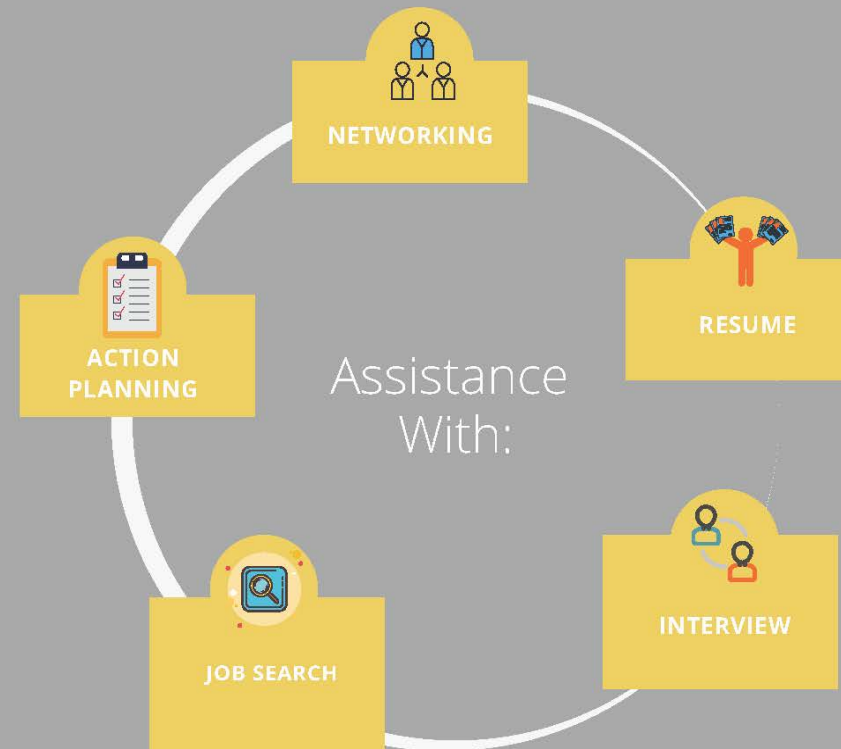 NETWORKING
RESUME
ACTION
PLANNING
Assistance
With:
INTERVIEW
JOB SEARCH